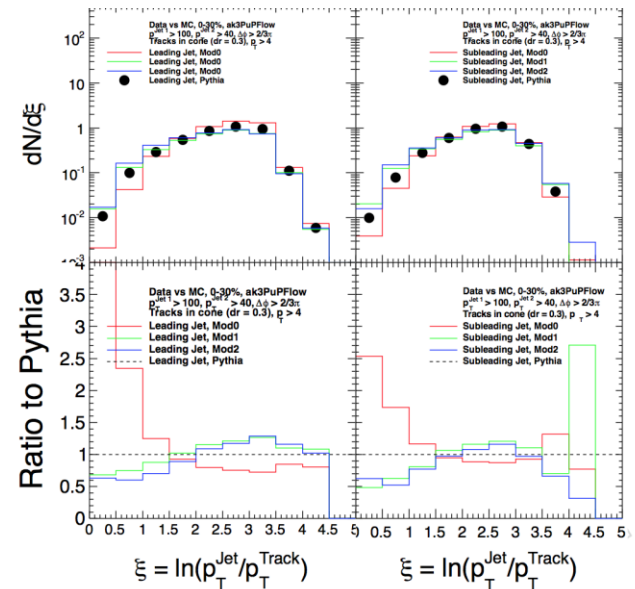 Data vs MC, 0-30%, ak3PuPFlow
p_T^Jet 1 > 100, p_T^Jet 2 > 40, Δϕ > 2/3π
Tracks in cone (dr = 0.3), p_T > 4
Leading Jet, Mod0
Leading Jet, Mod0
Leading Jet, Mod0
Leading Jet, Pythia
Data vs MC, 0-30%, ak3PuPFlow
p_T^Jet 1 > 100, p_T^Jet 2 > 40, Δϕ > 2/3π
Tracks in cone (dr = 0.3), p_T > 4
Subleading Jet, Mod0
Subleading Jet, Mod1
Subleading Jet, Mod2
Subleading Jet, Pythia
dN/dξ
10²
10
1
10⁻¹
10⁻²
10⁻³
Data vs MC, 0-30%, ak3PuPFlow
p_T^Jet 1 > 100, p_T^Jet 2 > 40, Δϕ > 2/3π
Tracks in cone (dr = 0.3), p_T > 4
Leading Jet, Mod0
Leading Jet, Mod1
Leading Jet, Mod2
Leading Jet, Pythia
Data vs MC, 0-30%, ak3PuPFlow
p_T^Jet 1 > 100, p_T^Jet 2 > 40, Δϕ > 2/3π
Tracks in cone (dr = 0.3), p_T > 4
Subleading Jet, Mod0
Subleading Jet, Mod1
Subleading Jet, Mod2
Subleading Jet, Pythia
Ratio to Pythia
4
3.5
3
2.5
2
1.5
1
0.5
0
0 0.5 1 1.5 2 2.5 3 3.5 4 4.5
0.5 1 1.5 2 2.5 3 3.5 4 4.5 5
ξ = ln(p_T^Jet/p_T^Track)
ξ = ln(p_T^Jet/p_T^Track)